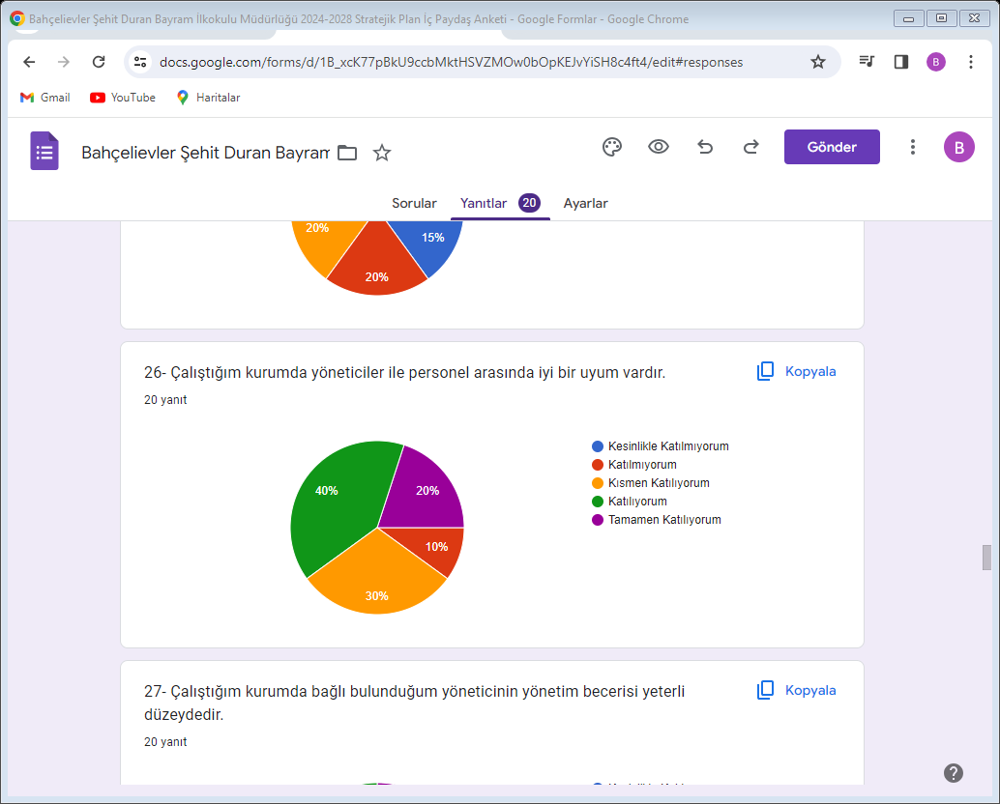 Bahçelievler Şehit Duran Bayram İlkokulu Müdürlüğü 2024-2028 Stratejik Plan İç Paydaş Anketi - Google Formlar - Google Chrome
docs.google.com/forms/d/1B_xcK77pBkU9ccbMktHSVZMOw0bOpKEJvYiSH8c4ft4/edit#responses
B
Gmail YouTube Haritalar
Bahçelievler Şehit Duran Bayram
Gönder
B
Sorular Yanıtlar 20 Ayarlar
20%
15%
20%
26- Çalıştığım kurumda yöneticiler ile personel arasında iyi bir uyum vardır.
Kopyala
20 yanıt
40%
20%
10%
30%
Kesinlikle Katılmıyorum
Katılmıyorum
Kısmen Katılıyorum
Katılıyorum
Tamamen Katılıyorum
27- Çalıştığım kurumda bağlı bulunduğum yöneticinin yönetim becerisi yeterli
düzeydedir.
Kopyala
20 yanıt
?